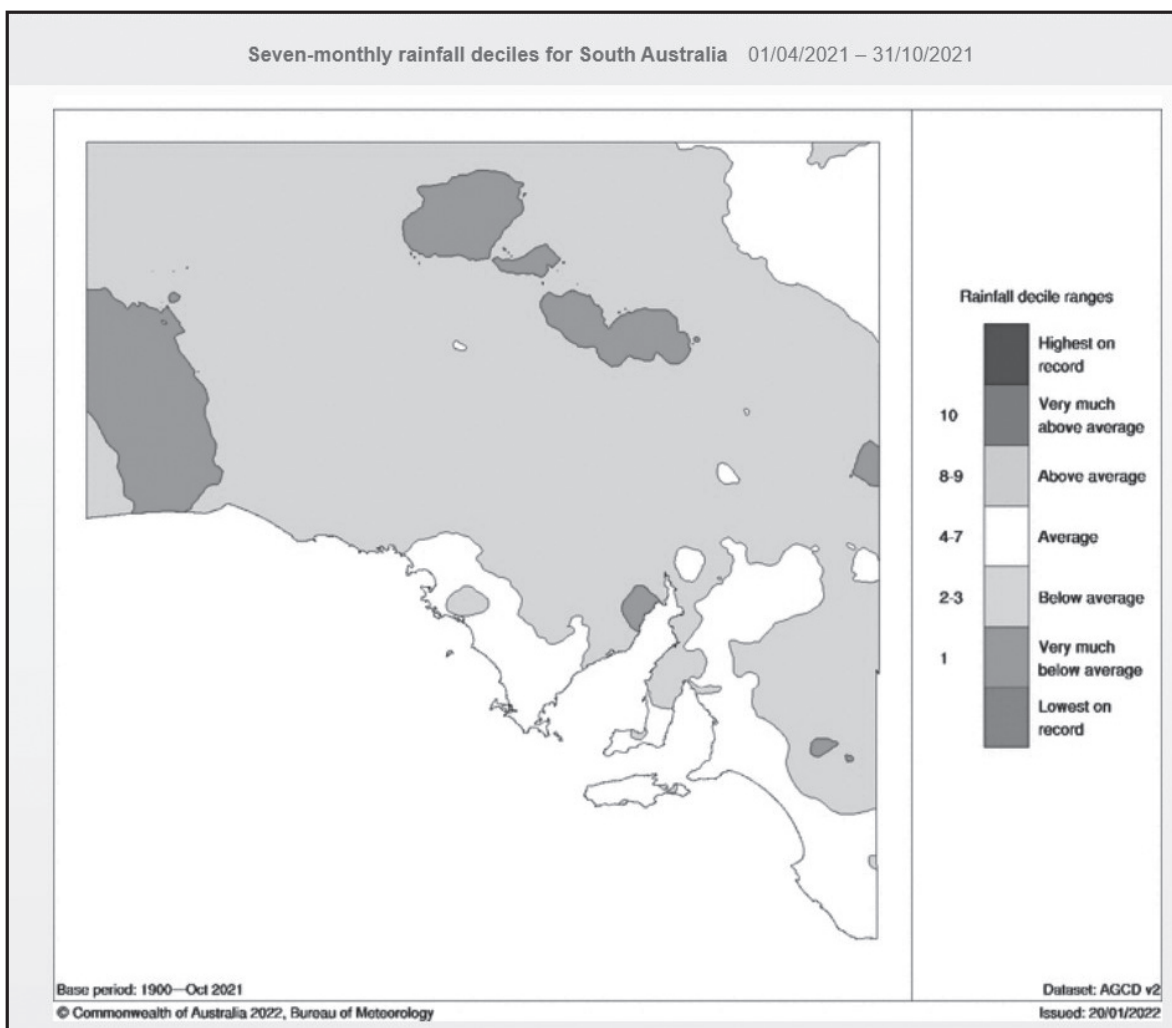 Seven-monthly rainfall deciles for South Australia 01/04/2021 – 31/10/2021
Rainfall decile ranges
Highest on
record
10
Very much
above average
8-9
Above average
4-7
Average
2-3
Below average
1
Very much
below average
Lowest on
record
Base period: 1900—Oct 2021
Dataset: AGCD v2
© Commonwealth of Australia 2022, Bureau of Meteorology
Issued: 20/01/2022